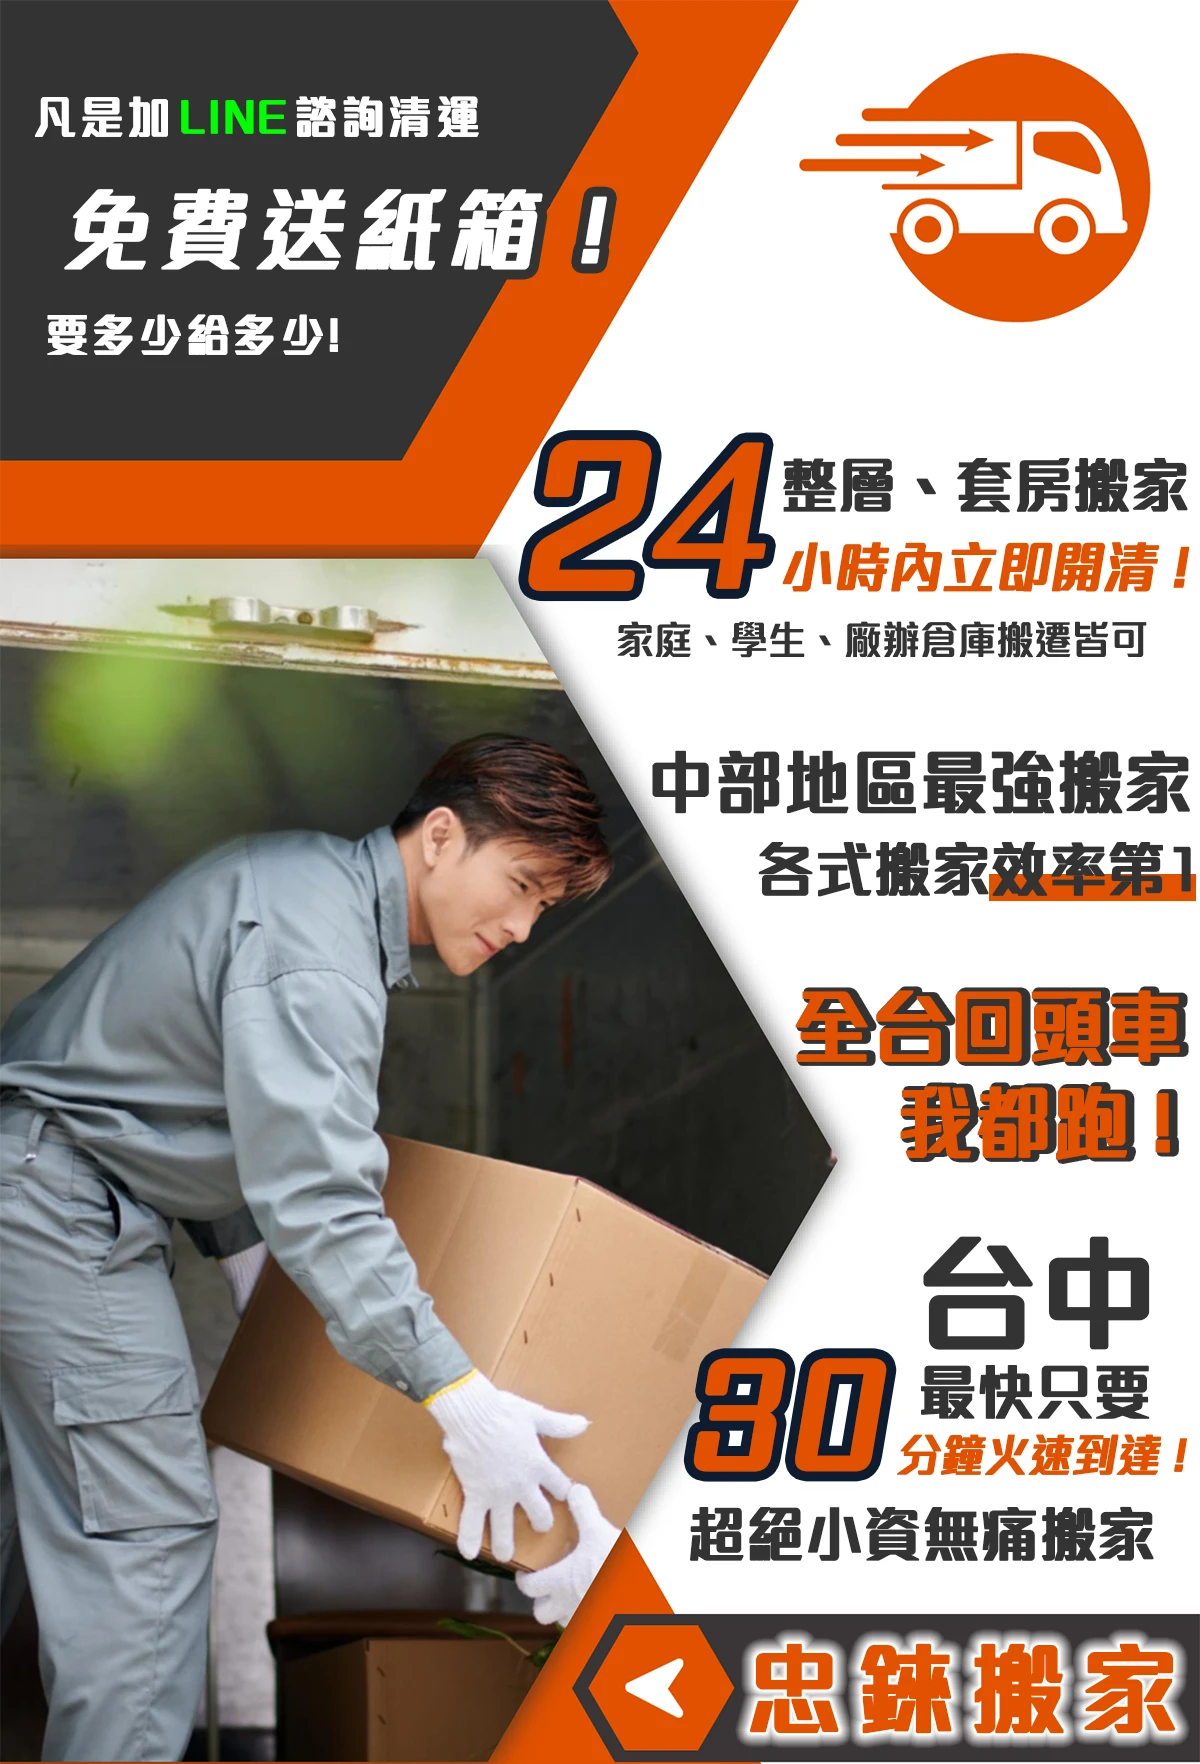 凡是加LINE諮詢清運
免費送紙箱！
要多少給多少!
24
整層、套房搬家
小時內立即開清！
家庭、學生、廠辦倉庫搬遷皆可
中部地區最強搬家
各式搬家效率第1
全台回頭車
我都跑！
台中
30
最快只要
分鐘火速到達！
超絕小資無痛搬家
忠錸搬家